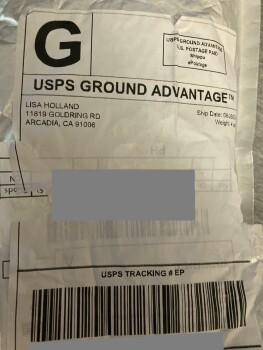 G
USPS GROUND ADVANTAGE
U.S. POSTAGE PAID
Shippo
ePostage
USPS GROUND ADVANTAGE™
LISA HOLLAND
11819 GOLDRING RD
ARCADIA, CA 91006
Ship Date:
Weight:
N
USPS TRACKING # EP